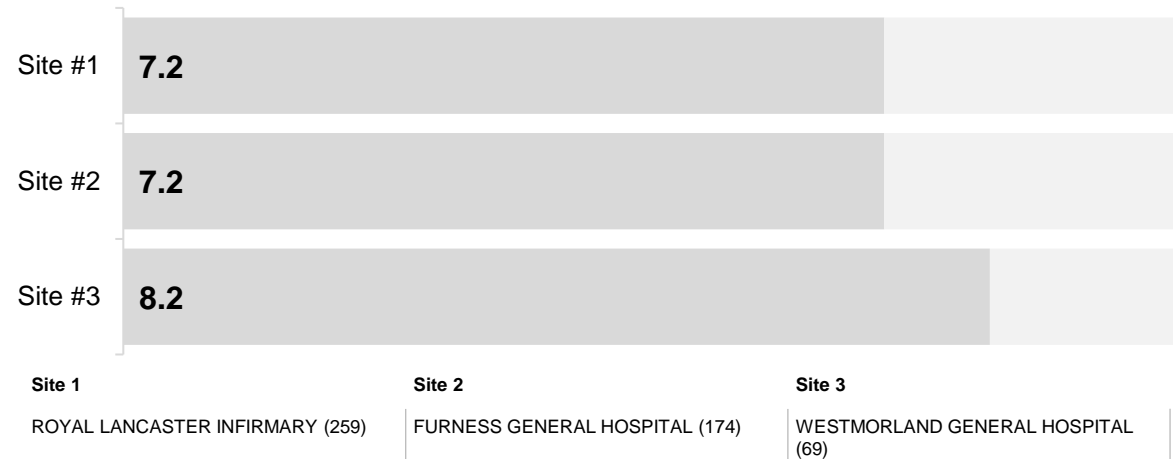 Site #1 7.2
Site #2 7.2
Site #3 8.2
Site 1 Site 2 Site 3
ROYAL LANCASTER INFIRMARY (259) FURNESS GENERAL HOSPITAL (174) WESTMORLAND GENERAL HOSPITAL
(69)